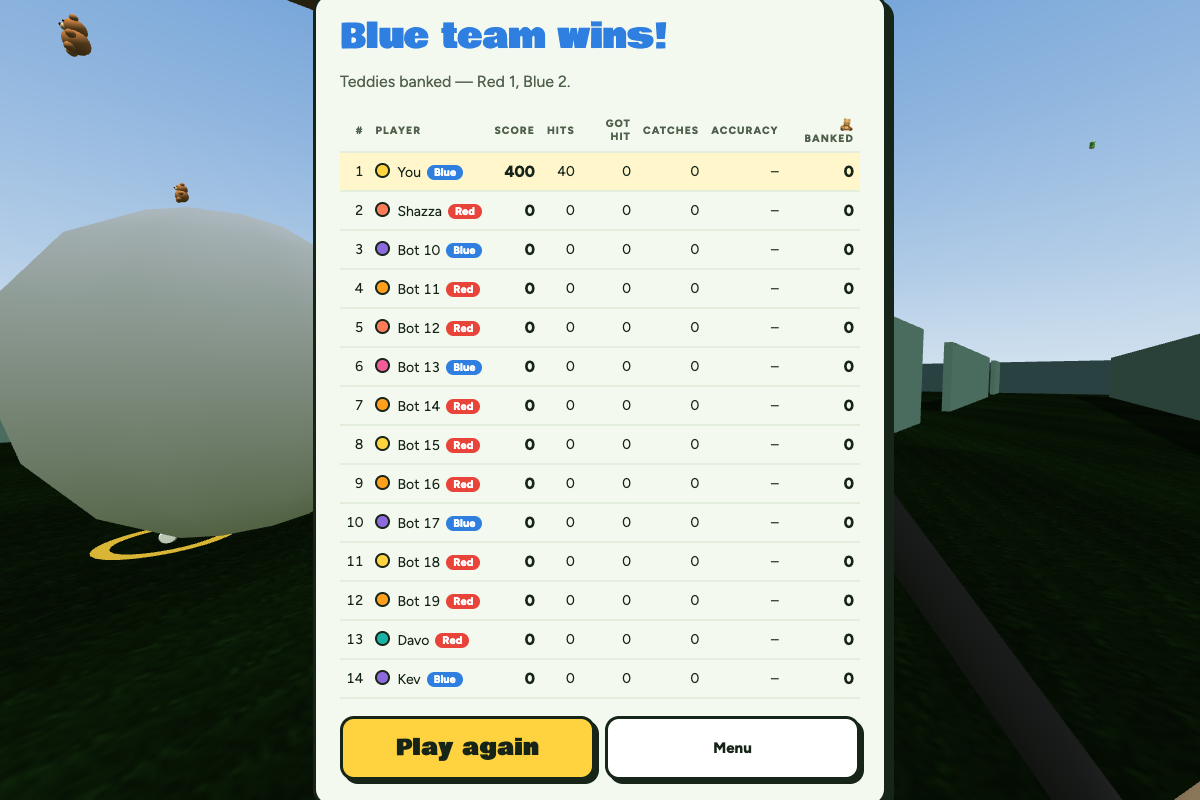 Blue team wins!
Teddies banked — Red 1, Blue 2.
# PLAYER SCORE HITS GOT HIT CATCHES ACCURACY 🧸 BANKED
1 You Blue 400 40 0 0 – 0
2 Shazza Red 0 0 0 0 – 0
3 Bot 10 Blue 0 0 0 0 – 0
4 Bot 11 Red 0 0 0 0 – 0
5 Bot 12 Red 0 0 0 0 – 0
6 Bot 13 Blue 0 0 0 0 – 0
7 Bot 14 Red 0 0 0 0 – 0
8 Bot 15 Red 0 0 0 0 – 0
9 Bot 16 Red 0 0 0 0 – 0
10 Bot 17 Blue 0 0 0 0 – 0
11 Bot 18 Red 0 0 0 0 – 0
12 Bot 19 Red 0 0 0 0 – 0
13 Davo Red 0 0 0 0 – 0
14 Kev Blue 0 0 0 0 – 0
Play again Menu